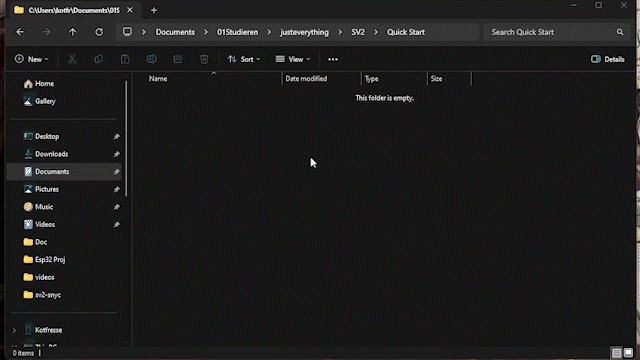 C:\Users\kotfr\Documents\01S
Documents > 01Studieren > justeverything > SV2 > Quick Start
Search Quick Start
New
Sort
View
Details
Name
Date modified
Type
Size
This folder is empty.
Home
Gallery
Desktop
Downloads
Documents
Pictures
Music
Videos
Doc
Esp32 Proj
videos
sv2-snyc
Kotfresse
This PC
0 items